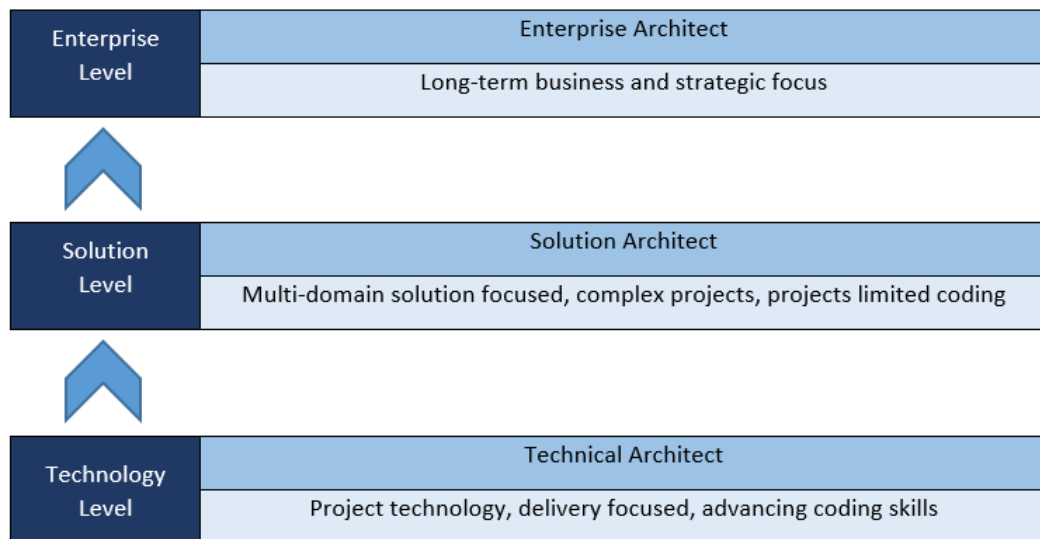 Enterprise
Level
Enterprise Architect
Long-term business and strategic focus
Solution
Level
Solution Architect
Multi-domain solution focused, complex projects, projects limited coding
Technology
Level
Technical Architect
Project technology, delivery focused, advancing coding skills